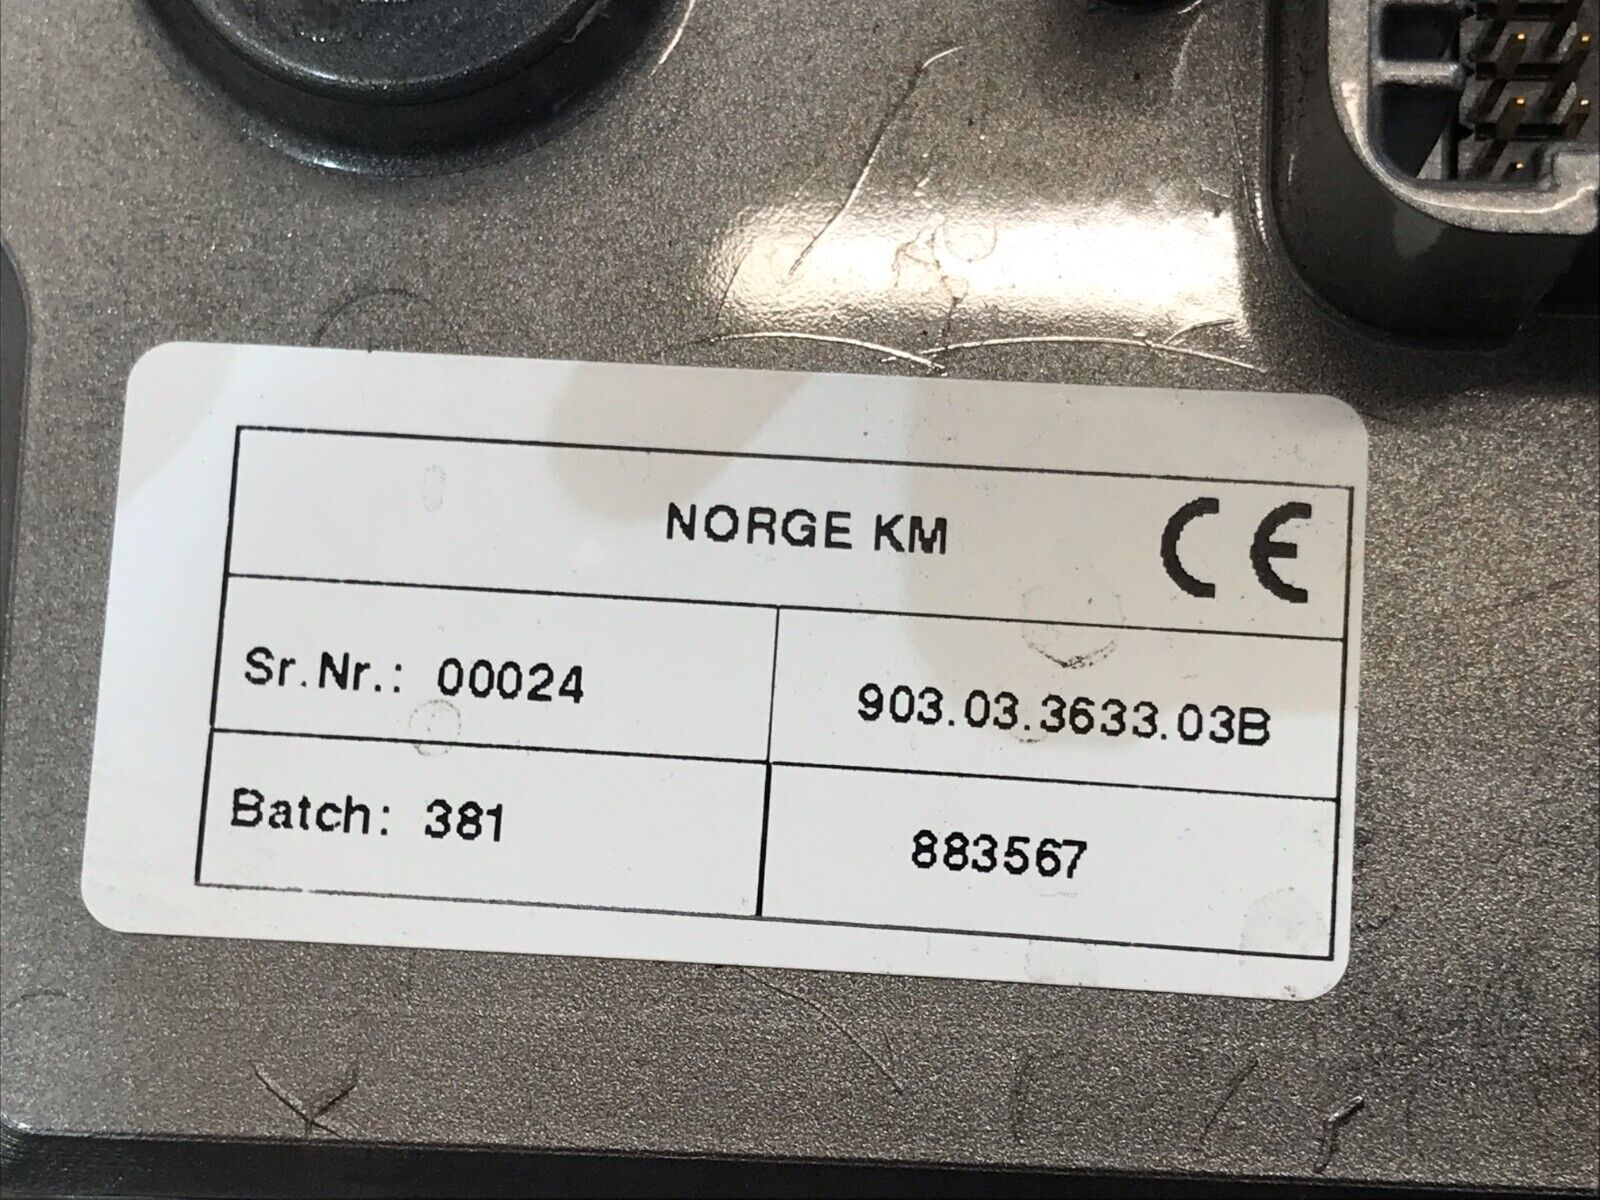 NORGE KM CE
Sr.Nr.: 00024 903.03.3633.03B
Batch: 381 883567